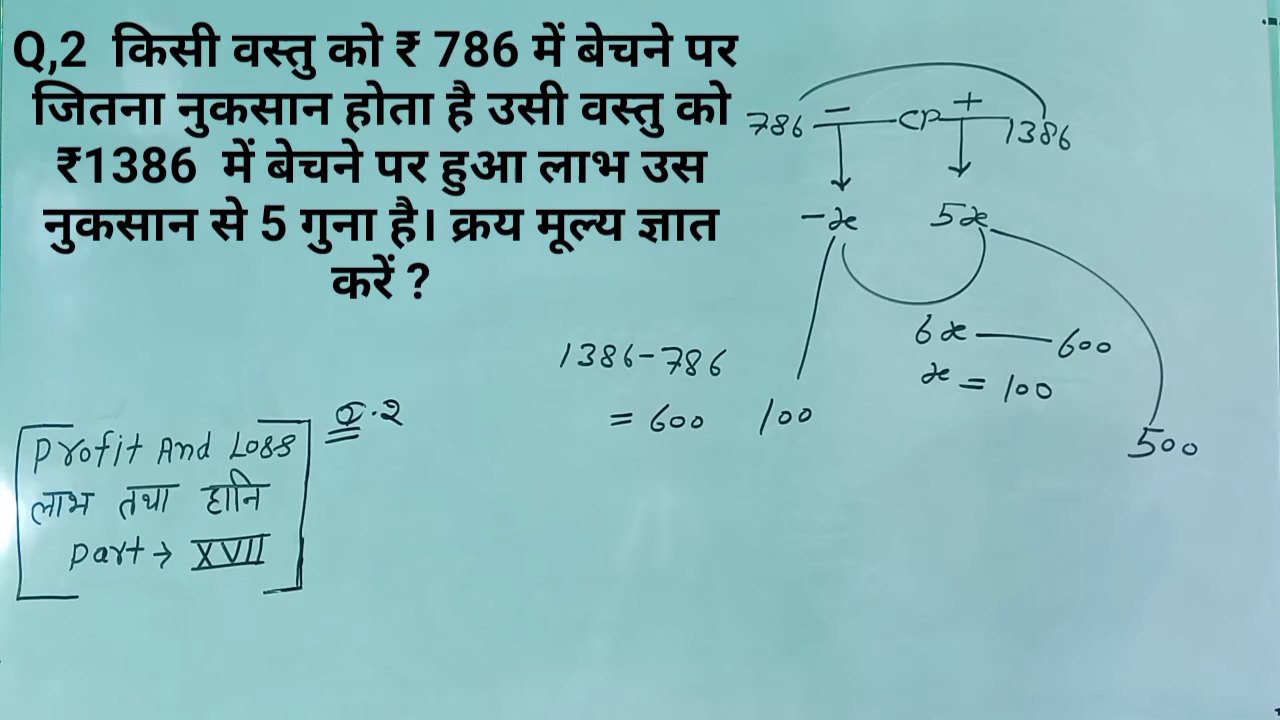 Q,2 किसी वस्तु को ₹ 786 में बेचने पर
जितना नुकसान होता है उसी वस्तु को
₹1386 में बेचने पर हुआ लाभ उस
नुकसान से 5 गुना है। क्रय मूल्य ज्ञात
करें ?
786 − CP + 1386
−x 5x
6x — 600
x = 100
1386-786
= 600
100
500
Q.2
Profit And Loss
लाभ तथा हानि
Part → XVII